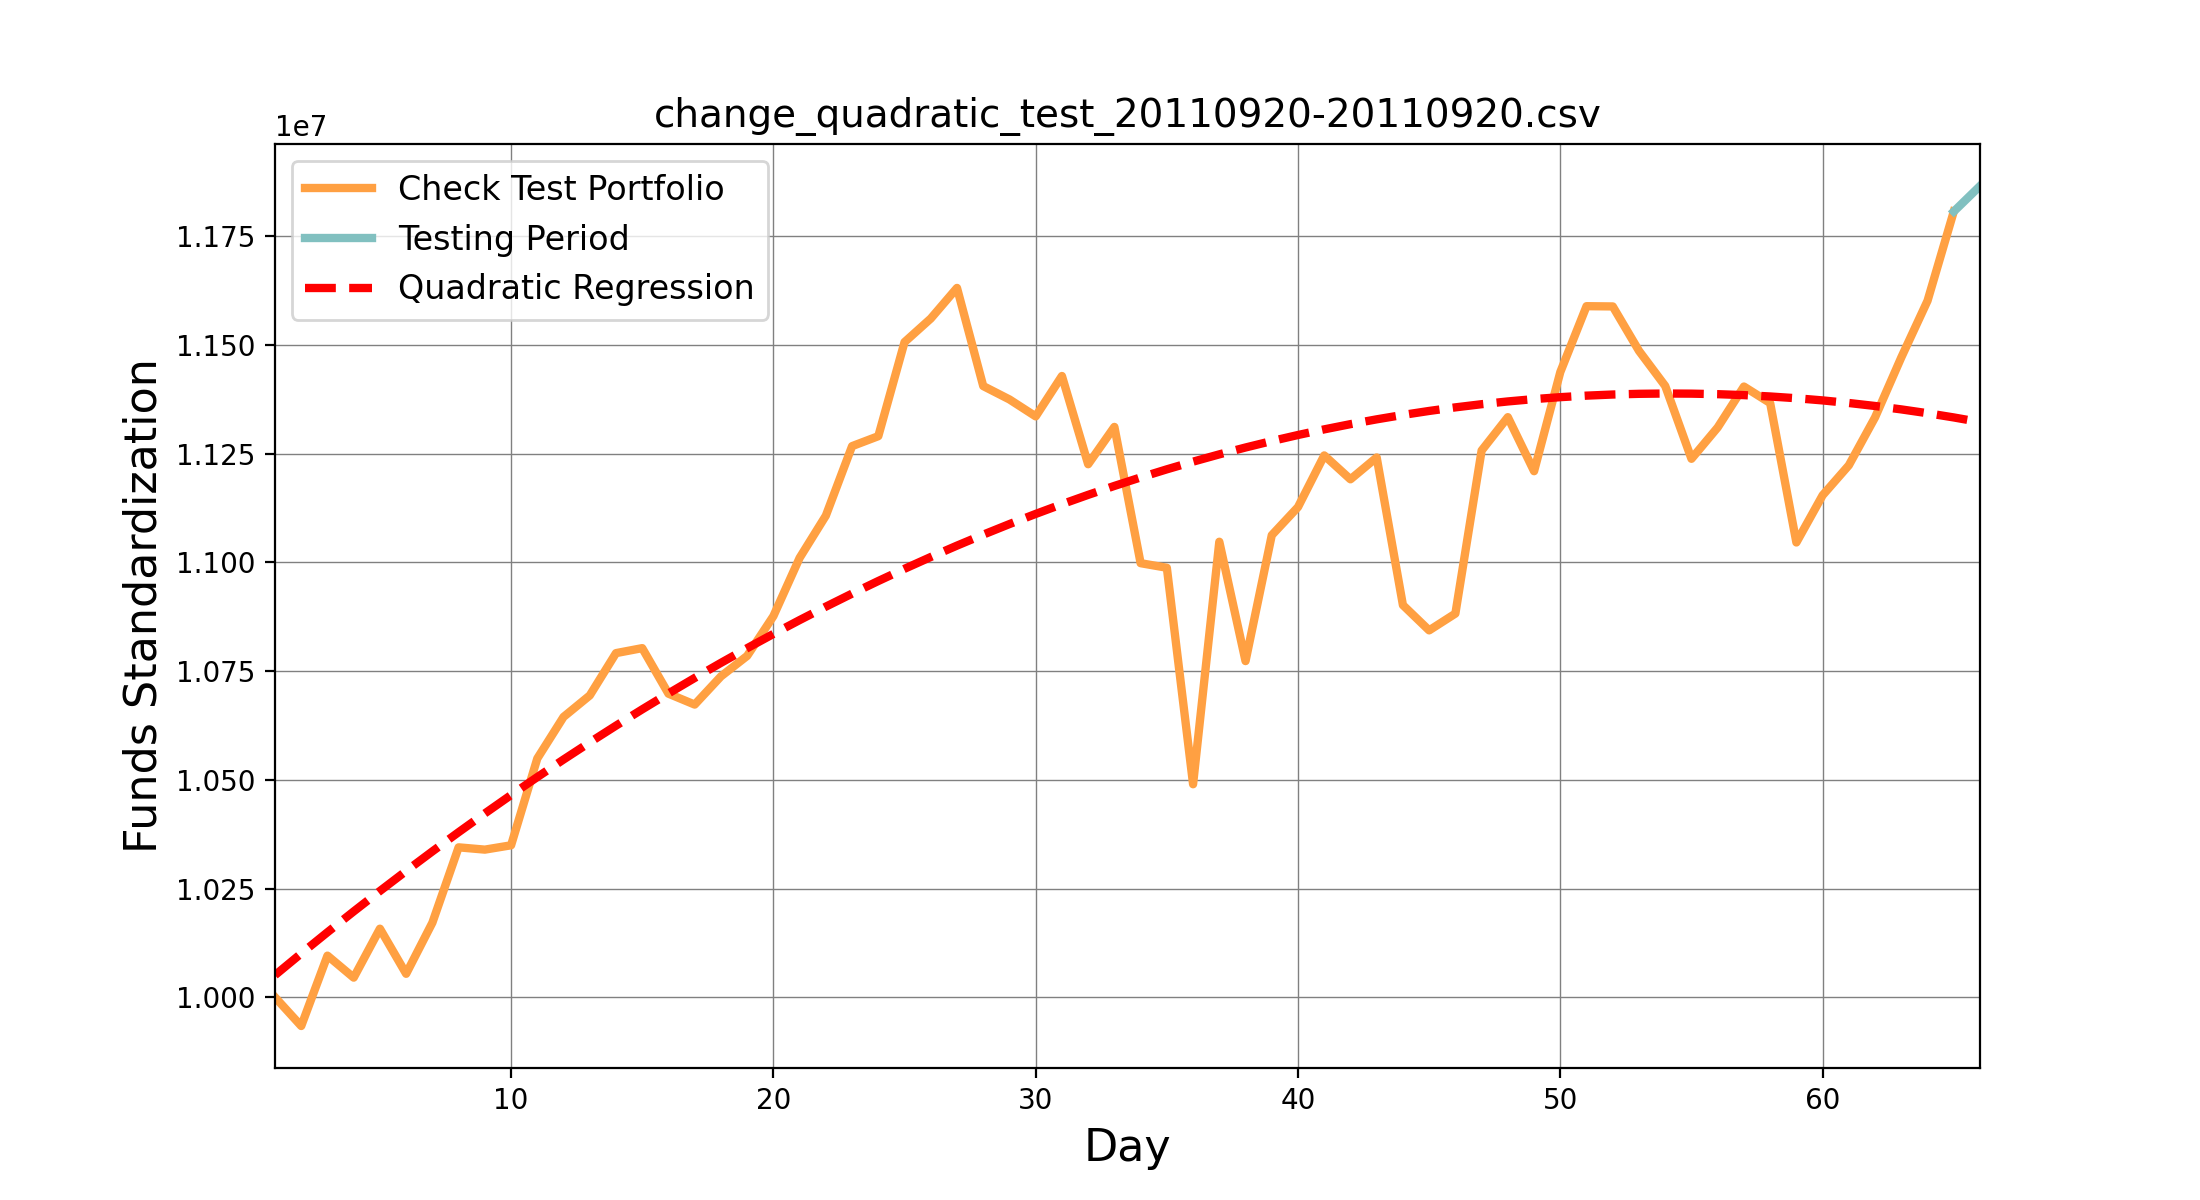 change_quadratic_test_20110920-20110920.csv
1e7
Check Test Portfolio
Testing Period
Quadratic Regression
1.175
1.150
1.125
1.100
1.075
1.050
1.025
1.000
Funds Standardization
10 20 30 40 50 60
Day